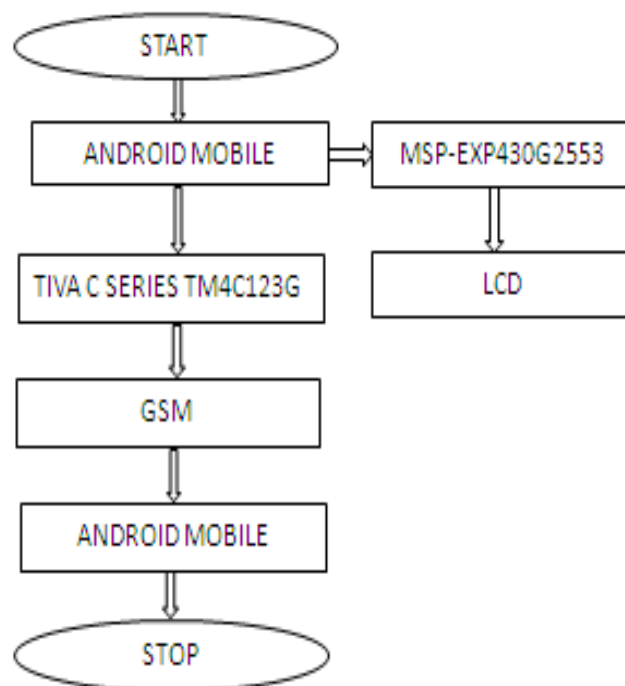 START
ANDROID MOBILE
MSP-EXP430G2553
TIVA C SERIES TM4C123G
LCD
GSM
ANDROID MOBILE
STOP